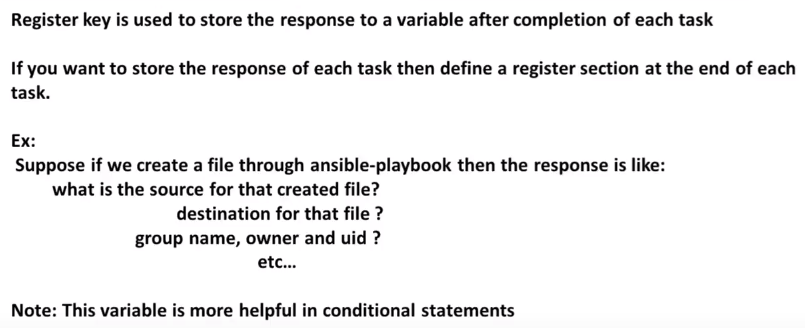 Register key is used to store the response to a variable after completion of each task
If you want to store the response of each task then define a register section at the end of each
task.
Ex:
Suppose if we create a file through ansible-playbook then the response is like:
what is the source for that created file?
destination for that file ?
group name, owner and uid ?
etc...
Note: This variable is more helpful in conditional statements